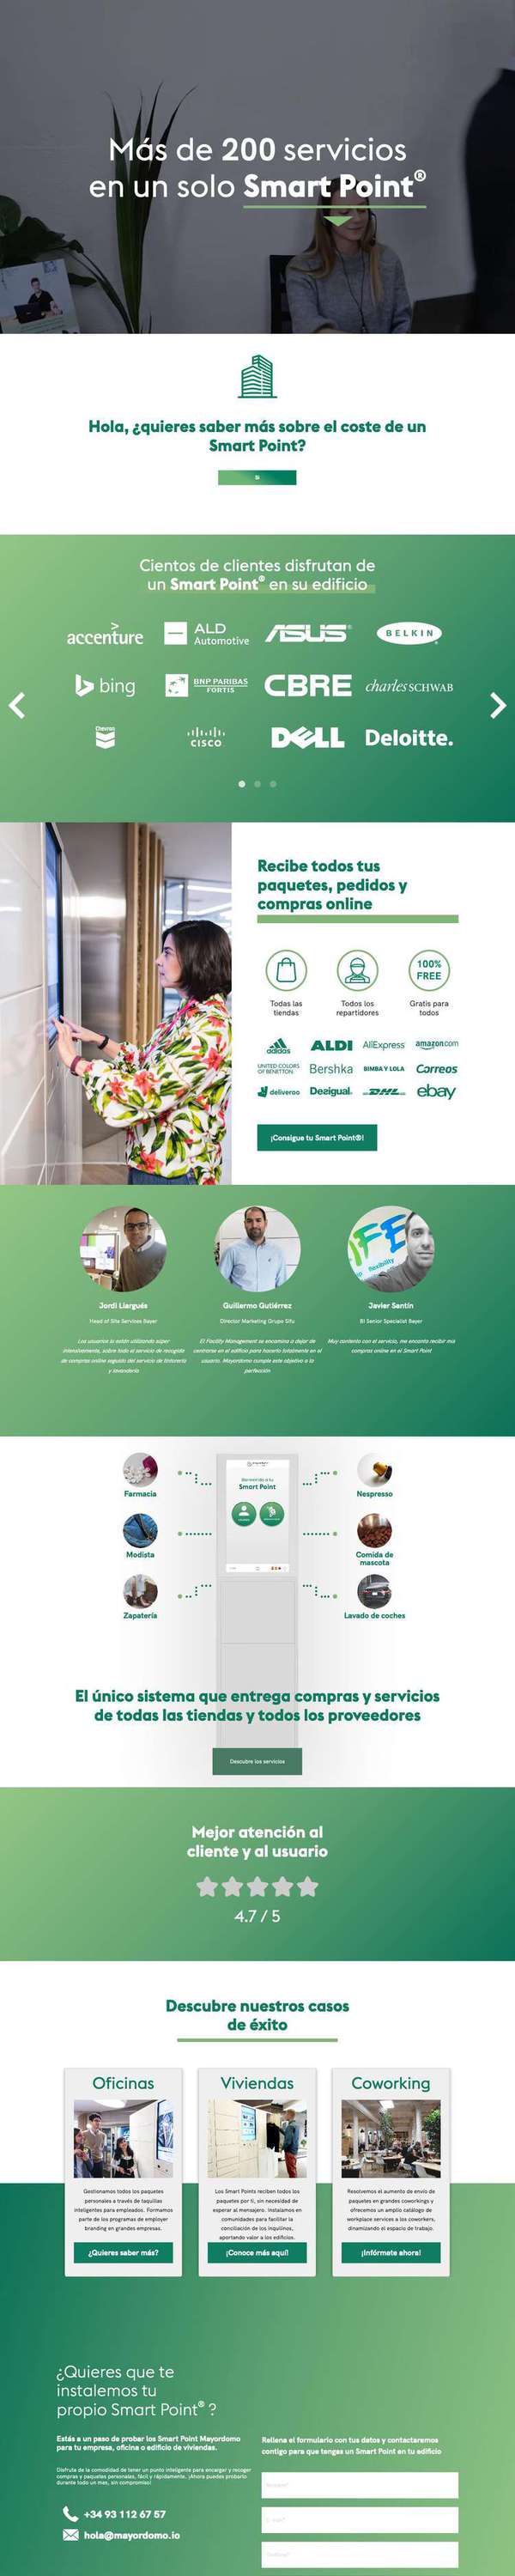 Más de 200 servicios
en un solo Smart Point®
Hola, ¿quieres saber más sobre el coste de un
Smart Point?
Sí
Cientos de clientes disfrutan de
un Smart Point® en su edificio
accenture
ALD
Automotive
ASUS
BELKIN
bing
BNP PARIBAS
FORTIS
CBRE
charles SCHWAB
Chevron
CISCO
DELL
Deloitte.
Recibe todos tus
paquetes, pedidos y
compras online
100%
FREE
Todas las
tiendas
Todos los
repartidores
Gratis para
todos
adidas
ALDI
AliExpress
amazon.com
UNITED COLORS
OF BENETTON
Bershka
BIMBA Y LOLA
Correos
deliveroo
Desigual
DHL
ebay
¡Consigue tu Smart Point®!
Jordi Llargués
Head of Site Services Bayer
Los usuarios lo están utilizando súper
intensivamente, sobre todo el servicio de recogida
de compras online seguido del servicio de tintorería
y lavandería
Guillermo Gutiérrez
Director Marketing Grupo Sifu
El Facility Management se encamina a dejar de
centrarse en el edificio para hacerlo totalmente en el
usuario. Mayordomo cumple este objetivo a la
perfección
Javier Santín
BI Senior Specialist Bayer
Muy contento con el servicio, me encanta recibir mis
compras online en el Smart Point
Bienvenido a tu
Smart Point
Farmacia
Nespresso
Modista
Comida de
mascota
Zapatería
Lavado de coches
El único sistema que entrega compras y servicios
de todas las tiendas y todos los proveedores
Descubre los servicios
Mejor atención al
cliente y al usuario
4.7 / 5
Descubre nuestros casos
de éxito
Oficinas
Gestionamos todos los paquetes
personales a través de taquillas
inteligentes para empleados. Formamos
parte de los programas de employer
branding en grandes empresas.
¿Quieres saber más?
Viviendas
Los Smart Points reciben todos los
paquetes por ti, sin necesidad de
esperar al mensajero. Instalamos en
comunidades para facilitar la
conciliación de los inquilinos,
aportando valor a los edificios.
¡Conoce más aquí!
Coworking
Resolvemos el aumento de envío de
paquetes en grandes coworkings y
ofrecemos un amplio catálogo de
workplace services a los coworkers,
dinamizando el espacio de trabajo.
¡Infórmate ahora!
¿Quieres que te
instalemos tu
propio Smart Point® ?
Estás a un paso de probar los Smart Point Mayordomo
para tu empresa, oficina o edificio de viviendas.
Disfruta de la comodidad de tener un punto inteligente para encargar y recoger
compras y paquetes personales, fácil y rápidamente. ¡Ahora puedes probarlo
durante todo un mes, sin compromiso!
+34 93 112 67 57
hola@mayordomo.io
Rellena el formulario con tus datos y contactaremos
contigo para que tengas un Smart Point en tu edificio